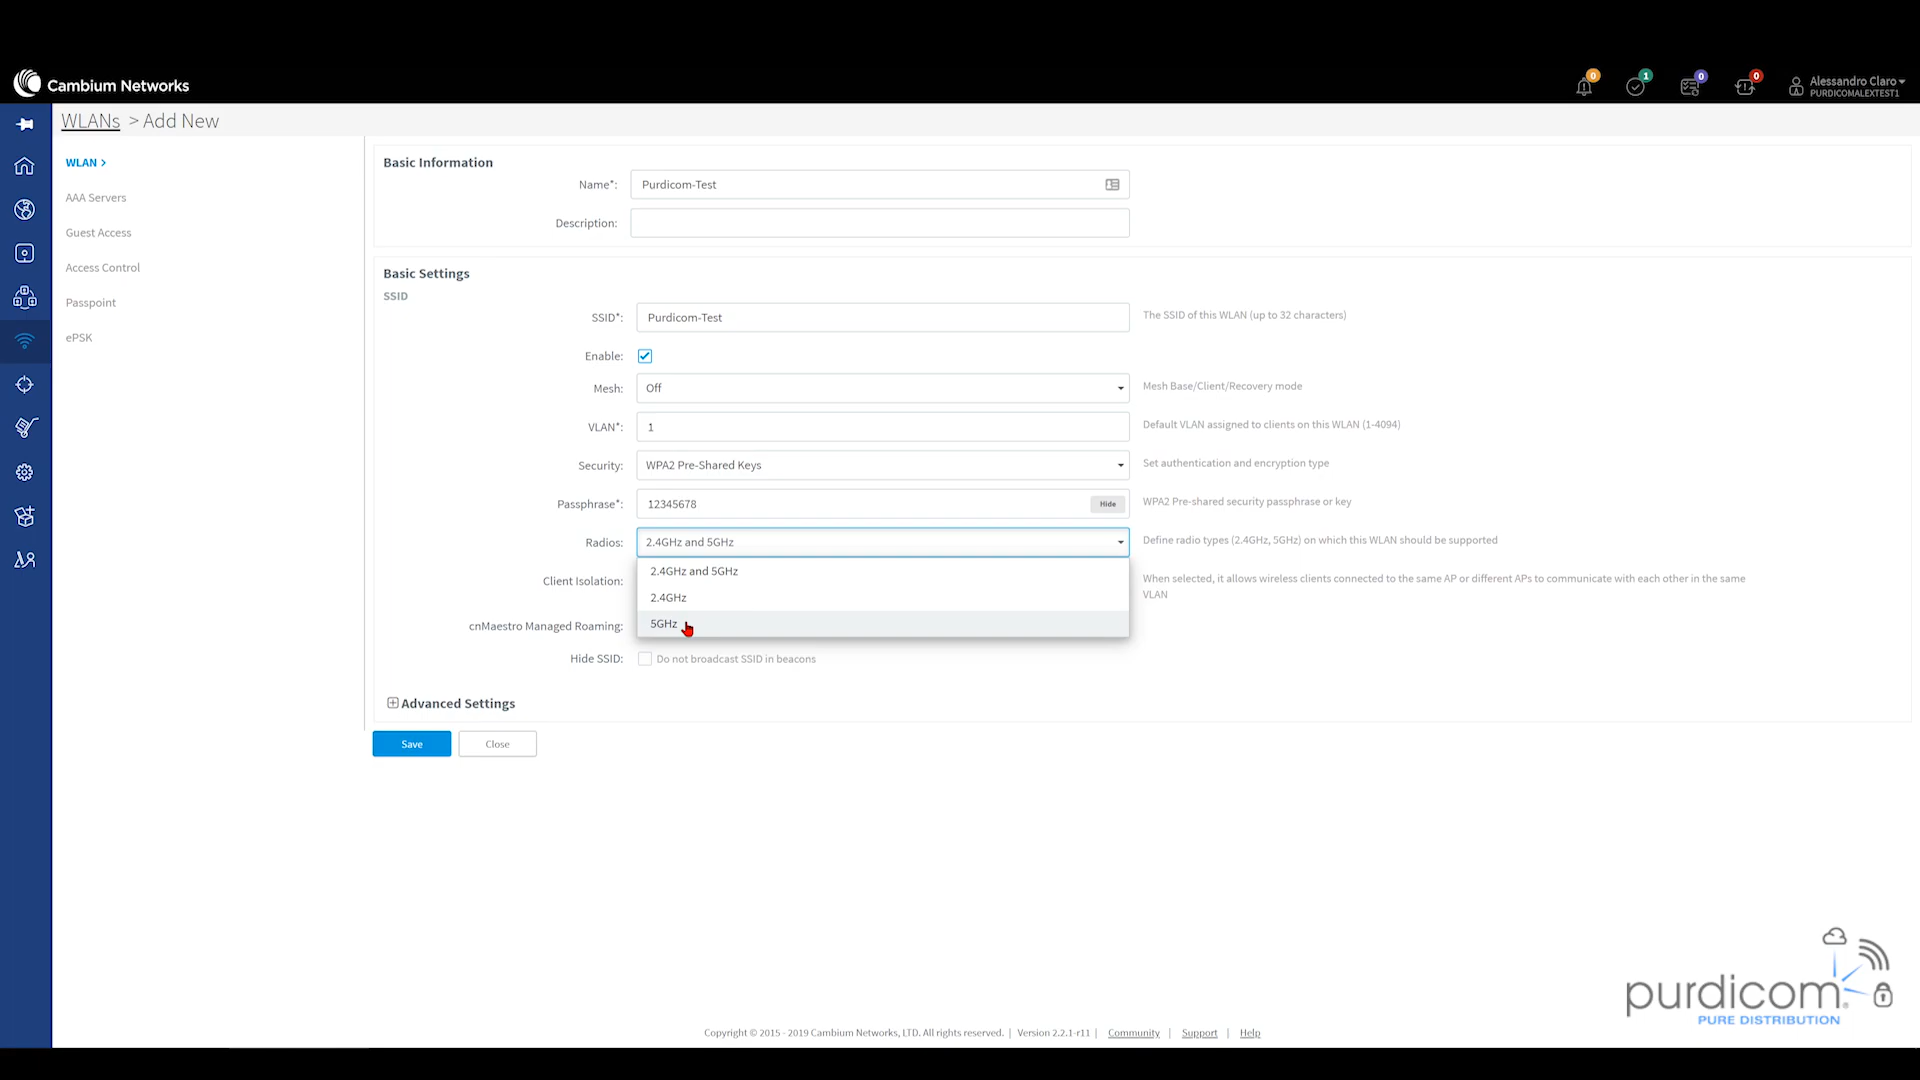 Cambium Networks
0
1
0
0
Alessandro Claro
PURDICOMALEXTEST1
WLANs > Add New
WLAN >
AAA Servers
Guest Access
Access Control
Passpoint
ePSK
Basic Information
Name*: Purdicom-Test
Description:
Basic Settings
SSID
SSID*: Purdicom-Test The SSID of this WLAN (up to 32 characters)
Enable:
Mesh: Off Mesh Base/Client/Recovery mode
VLAN*: 1 Default VLAN assigned to clients on this WLAN (1-4094)
Security: WPA2 Pre-Shared Keys Set authentication and encryption type
Passphrase*: 12345678 Hide WPA2 Pre-shared security passphrase or key
Radios: 2.4GHz and 5GHz Define radio types (2.4GHz, 5GHz) on which this WLAN should be supported
2.4GHz and 5GHz
Client Isolation: When selected, it allows wireless clients connected to the same AP or different APs to communicate with each other in the same
VLAN
2.4GHz
5GHz
cnMaestro Managed Roaming:
Hide SSID: Do not broadcast SSID in beacons
Advanced Settings
Save Close
purdicom
PURE DISTRIBUTION
Copyright © 2015 - 2019 Cambium Networks, LTD. All rights reserved. | Version 2.2.1-r11 | Community | Support | Help